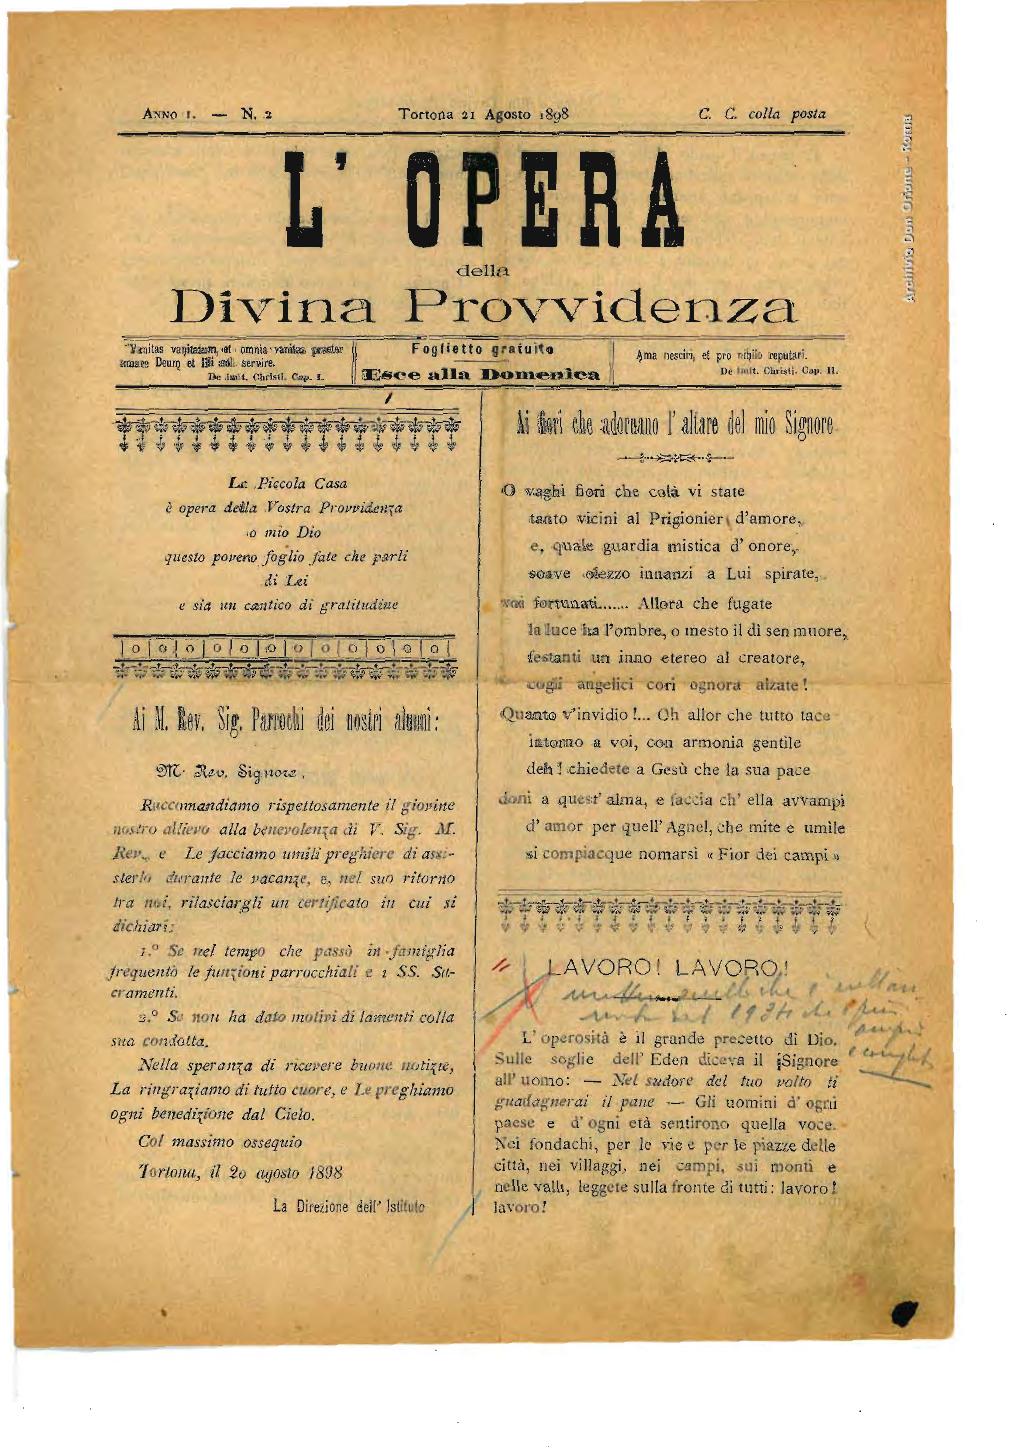 ANNO I. — N. 2
Tortona 21 Agosto 1898
C. C. colla posta
L' OPERA
della
Divina Provvidenza
Vanitas vanitatum, et omnia vanitas præter
amare Deum et Illi soli servire.
De Imit. Christi. Cap. I.
Foglietto gratuito
Esce alla Domenica
Ama nesciri, et pro nihilo reputari.
De Imit. Christi. Cap. II.
La Piccola Casa
è opera della Vostra Provvidenza
o mio Dio
questo povero foglio fate che parli
di Lei
e sia un cantico di gratitudine
Ai M. Rev. Sig. Parrochi dei nostri alunni:
M. Rev. Signore,
Raccomandiamo rispettosamente il giovine
nostro allievo alla benevolenza di V. Sig. M.
Rev., e Le facciamo umili preghiere di assi-
sterlo durante le vacanze, e, nel suo ritorno
tra noi, rilasciargli un certificato in cui si
dichiari:
1.° Se nel tempo che passò in famiglia
frequentò le funzioni parrocchiali e i SS. Sa-
cramenti.
2.° Se non ha dato motivi di lamenti colla
sua condotta.
Nella speranza di ricevere buone notizie,
La ringraziamo di tutto cuore, e Le preghiamo
ogni benedizione dal Cielo.
Col massimo ossequio
Tortona, il 20 agosto 1898
La Direzione dell' Istituto
Ai fiori che adornano l' altare del mio Signore
O vaghi fiori che colà vi state
tanto vicini al Prigionier d'amore,
e, quale guardia mistica d' onore,
soave olezzo innanzi a Lui spirate,
voi fortunati....... Allora che fugate
la luce ha l'ombre, o mesto il dì sen muore,
festanti un inno etereo al creatore,
cogli angelici cori ognora alzate!
Quanto v'invidio!... Oh allor che tutto tace
intorno a voi, con armonia gentile
deh! chiedete a Gesù che la sua pace
doni a quest' alma, e faccia ch' ella avvampi
d' amor per quell' Agnel, che mite e umile
si compiacque nomarsi « Fior dei campi »
LAVORO! LAVORO!
1934 che è più
L' operosità è il grande precetto di Dio.
Sulle soglie dell' Eden diceva il Signore
all' uomo: — Nel sudore del tuo volto ti
guadagnerai il pane — Gli uomini d' ogni
paese e d' ogni età sentirono quella voce.
Nei fondachi, per le vie e per le piazze delle
città, nei villaggi, nei campi, sui monti e
nelle valli, leggete sulla fronte di tutti: lavoro!
lavoro!
Archivio Don Orione - Roma